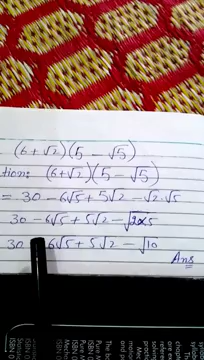 (6 + √2)(5 − √5)
tion: (6+√2)(5 − √5)
= 30 − 6√5 + 5√2 − √2·√5
30 − 6√5 + 5√2 − √2×5
30 6√5 + 5√2 − √10
Ans